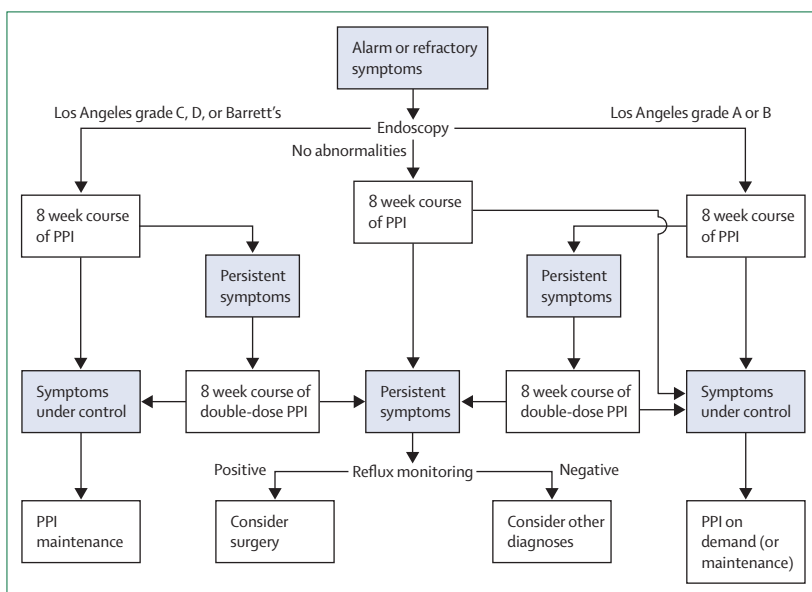 Alarm or refractory
symptoms
Los Angeles grade C, D, or Barrett's
Endoscopy
Los Angeles grade A or B
No abnormalities
8 week course
of PPI
8 week course
of PPI
8 week course
of PPI
Persistent
symptoms
Persistent
symptoms
Symptoms
under control
8 week course of
double-dose PPI
Persistent
symptoms
8 week course of
double-dose PPI
Symptoms
under control
Positive
Reflux monitoring
Negative
PPI
maintenance
Consider
surgery
Consider other
diagnoses
PPI on
demand (or
maintenance)